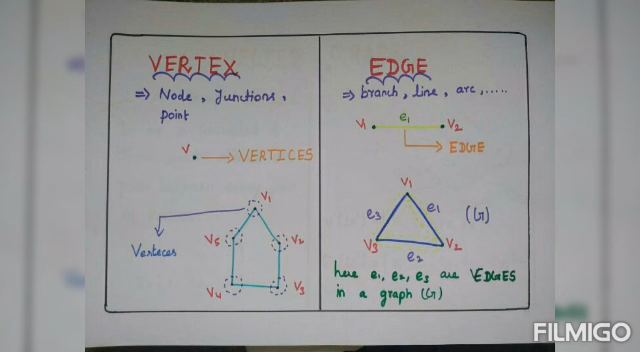 VERTEX
⇒ Node, Junctions,
point
V
→ VERTICES
V1
V5
V2
Verteces
V4
V3
EDGE
⇒ branch, line, arc, .....
e1
V1
V2
→ EDGE
V1
e3
e1
(G)
V3
V2
e2
here e1, e2, e3 are EDGES
in a graph (G)
FILMIGO